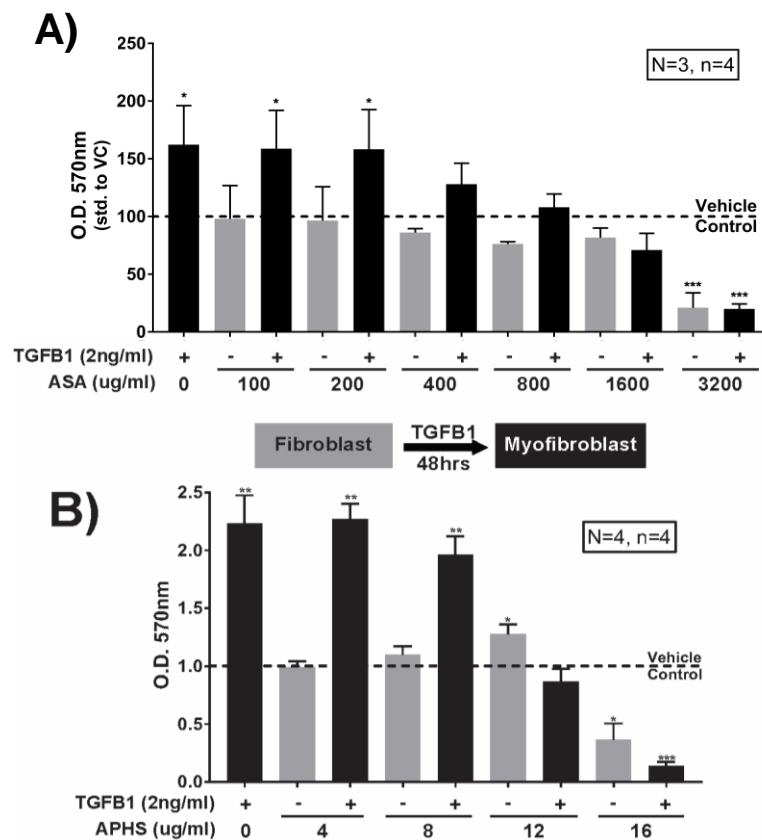 A)
250
200
150
100
50
0
O.D. 570nm
(std. to VC)
N=3, n=4
* * * *** ***
Vehicle
Control
TGFB1 (2ng/ml) + - + - + - + - + - + - +
ASA (ug/ml) 0 100 200 400 800 1600 3200
Fibroblast TGFB1 48hrs Myofibroblast
B)
2.5
2.0
1.5
1.0
0.5
0.0
O.D. 570nm
N=4, n=4
** ** ** * * ***
Vehicle
Control
TGFB1 (2ng/ml) + - + - + - + - +
APHS (ug/ml) 0 4 8 12 16